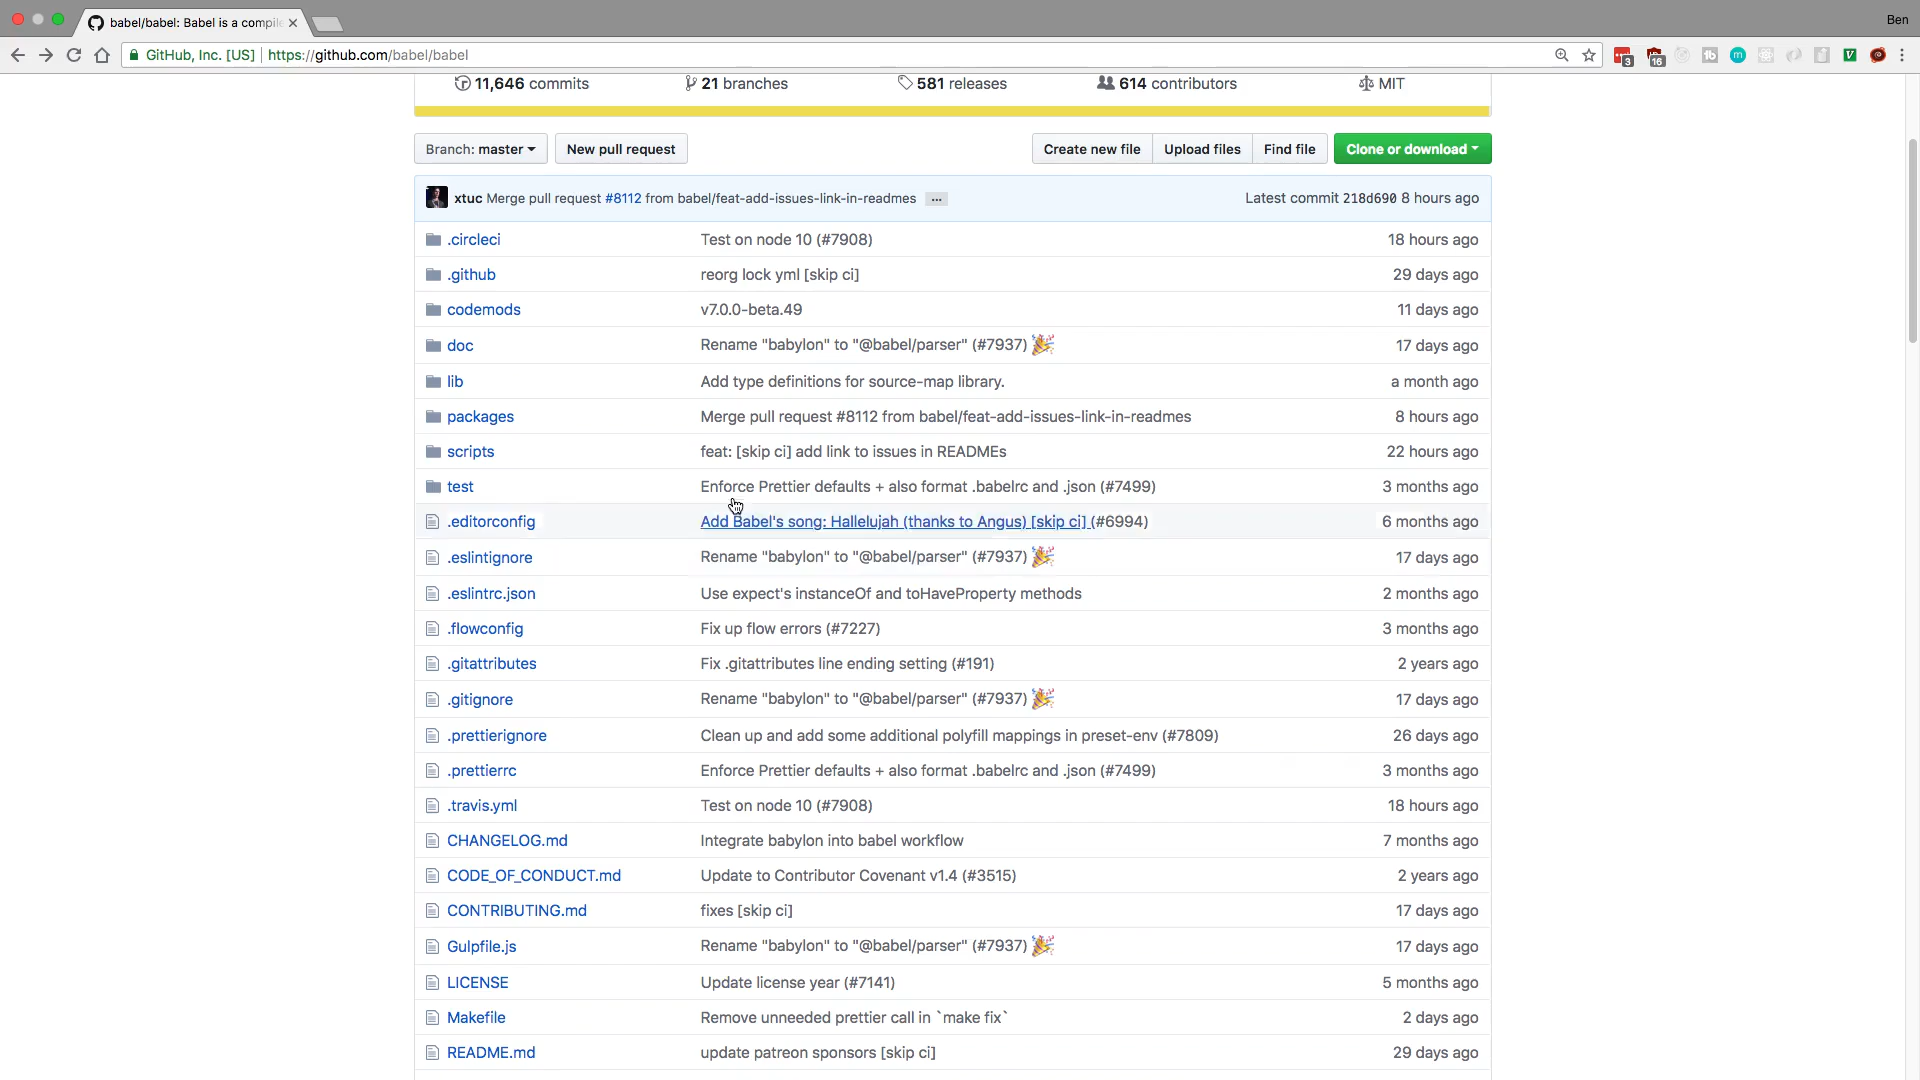 babel/babel: Babel is a compile
Ben
GitHub, Inc. [US] https://github.com/babel/babel
3
16
tb
m
V
11,646 commits 21 branches 581 releases 614 contributors MIT
Branch: master New pull request Create new file Upload files Find file Clone or download
xtuc Merge pull request #8112 from babel/feat-add-issues-link-in-readmes ... Latest commit 218d690 8 hours ago
.circleci Test on node 10 (#7908) 18 hours ago
.github reorg lock yml [skip ci] 29 days ago
codemods v7.0.0-beta.49 11 days ago
doc Rename "babylon" to "@babel/parser" (#7937) 17 days ago
lib Add type definitions for source-map library. a month ago
packages Merge pull request #8112 from babel/feat-add-issues-link-in-readmes 8 hours ago
scripts feat: [skip ci] add link to issues in READMEs 22 hours ago
test Enforce Prettier defaults + also format .babelrc and .json (#7499) 3 months ago
.editorconfig Add Babel's song: Hallelujah (thanks to Angus) [skip ci] (#6994) 6 months ago
.eslintignore Rename "babylon" to "@babel/parser" (#7937) 17 days ago
.eslintrc.json Use expect's instanceOf and toHaveProperty methods 2 months ago
.flowconfig Fix up flow errors (#7227) 3 months ago
.gitattributes Fix .gitattributes line ending setting (#191) 2 years ago
.gitignore Rename "babylon" to "@babel/parser" (#7937) 17 days ago
.prettierignore Clean up and add some additional polyfill mappings in preset-env (#7809) 26 days ago
.prettierrc Enforce Prettier defaults + also format .babelrc and .json (#7499) 3 months ago
.travis.yml Test on node 10 (#7908) 18 hours ago
CHANGELOG.md Integrate babylon into babel workflow 7 months ago
CODE_OF_CONDUCT.md Update to Contributor Covenant v1.4 (#3515) 2 years ago
CONTRIBUTING.md fixes [skip ci] 17 days ago
Gulpfile.js Rename "babylon" to "@babel/parser" (#7937) 17 days ago
LICENSE Update license year (#7141) 5 months ago
Makefile Remove unneeded prettier call in `make fix` 2 days ago
README.md update patreon sponsors [skip ci] 29 days ago